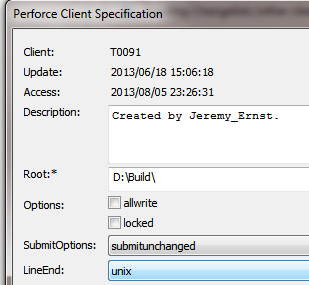 Perforce Client Specification
Client: T0091
Update: 2013/06/18 15:06:18
Access: 2013/08/05 23:26:31
Description: Created by Jeremy_Ernst.
Root:* D:\Build\
Options: allwrite
locked
SubmitOptions: submitunchanged
LineEnd: unix